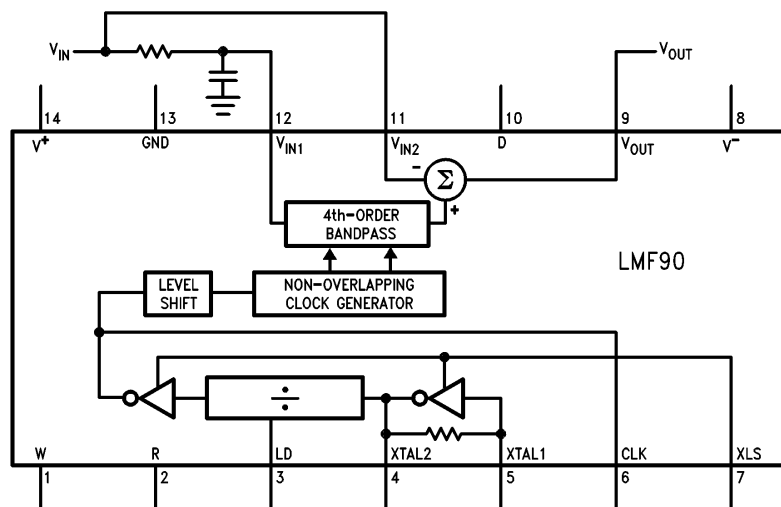 V_IN V_OUT
14 13 12 11 10 9 8
V+ GND V_IN1 V_IN2 D V_OUT V-
- Σ
+
4th-ORDER
BANDPASS
LMF90
LEVEL
SHIFT
NON-OVERLAPPING
CLOCK GENERATOR
÷
W R LD XTAL2 XTAL1 CLK XLS
1 2 3 4 5 6 7